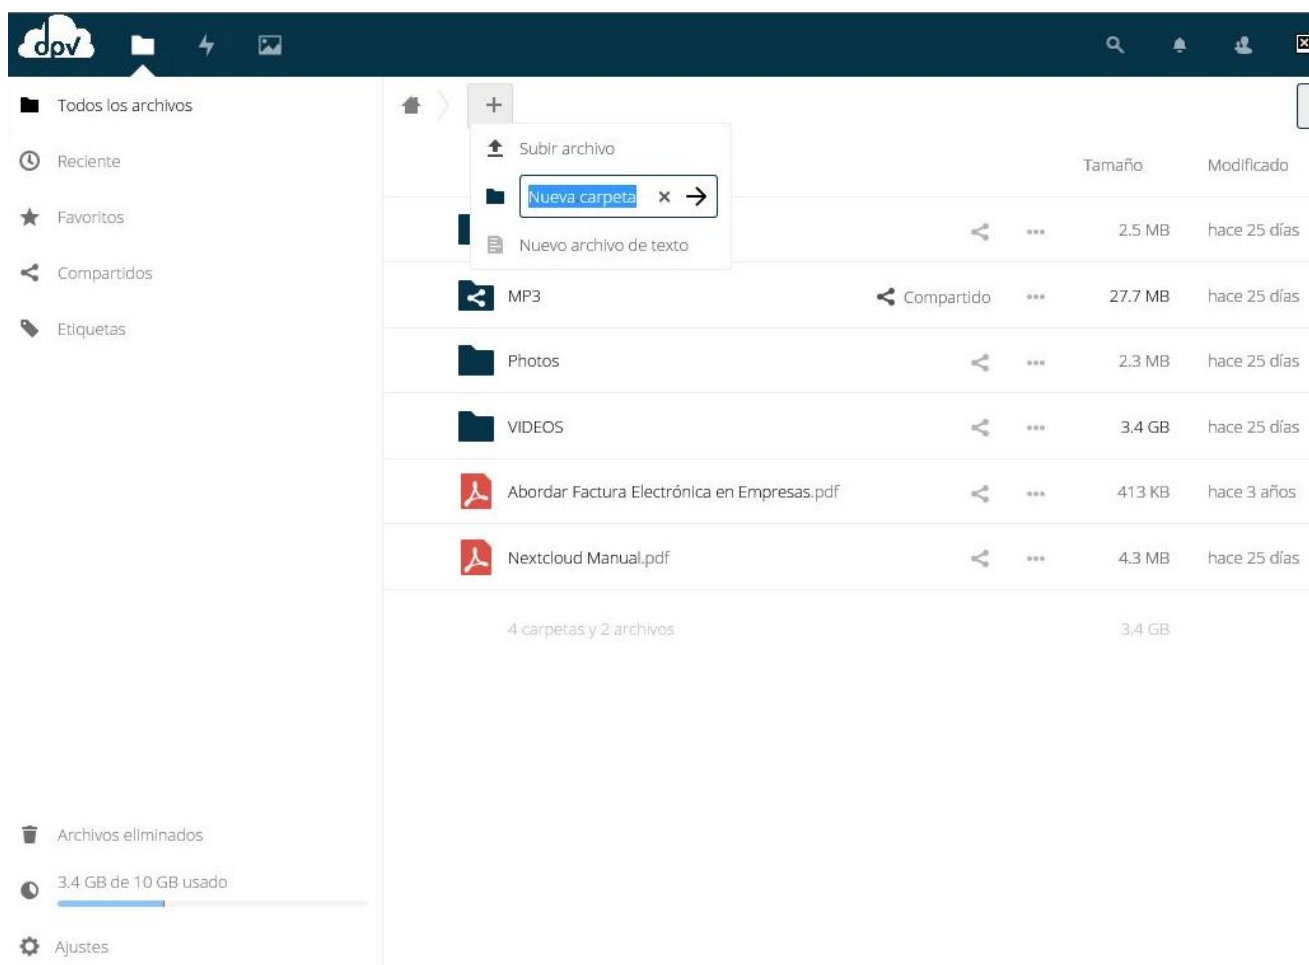 dpv
Todos los archivos
Reciente
Favoritos
Compartidos
Etiquetas
Subir archivo
Nueva carpeta
Nuevo archivo de texto
Tamaño Modificado
2.5 MB hace 25 días
MP3 Compartido 27.7 MB hace 25 días
Photos 2.3 MB hace 25 días
VIDEOS 3.4 GB hace 25 días
Abordar Factura Electrónica en Empresas.pdf 413 KB hace 3 años
Nextcloud Manual.pdf 4.3 MB hace 25 días
4 carpetas y 2 archivos 3.4 GB
Archivos eliminados
3.4 GB de 10 GB usado
Ajustes